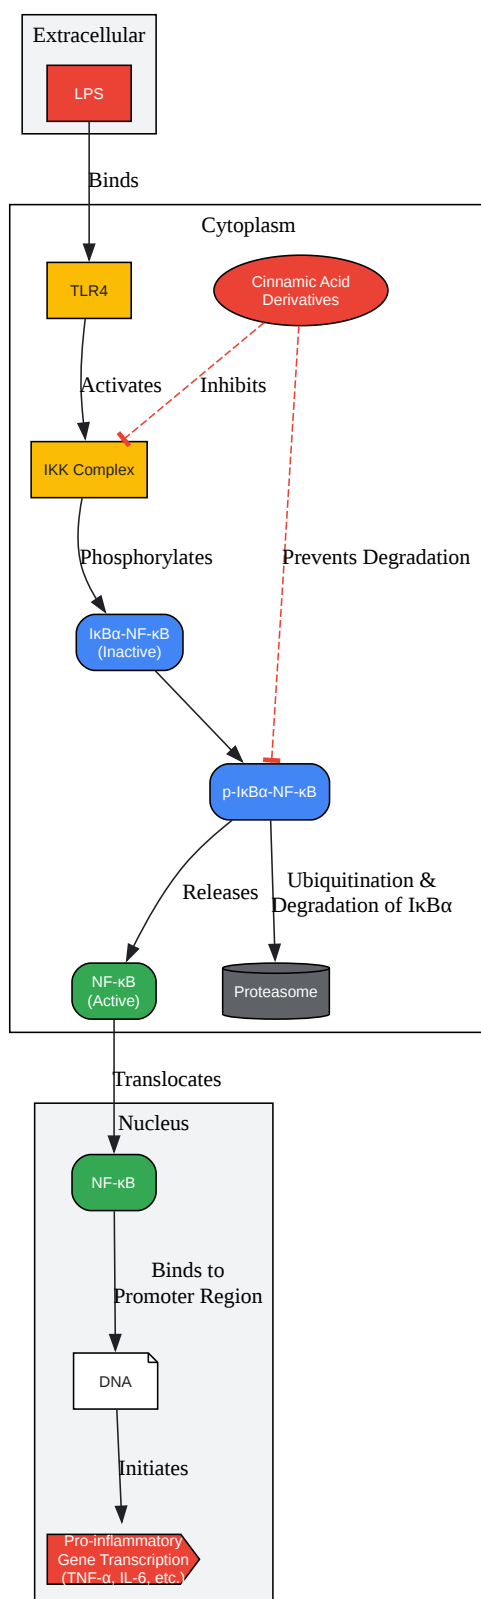 Extracellular
LPS
Binds
Cytoplasm
TLR4
Cinnamic Acid
Derivatives
Activates
Inhibits
IKK Complex
Phosphorylates
Prevents Degradation
IκBα-NF-κB
(Inactive)
p-IκBα-NF-κB
Releases
Ubiquitination &
Degradation of IκBα
NF-κB
(Active)
Proteasome
Translocates
Nucleus
NF-κB
Binds to
Promoter Region
DNA
Initiates
Pro-inflammatory
Gene Transcription
(TNF-α, IL-6, etc.)